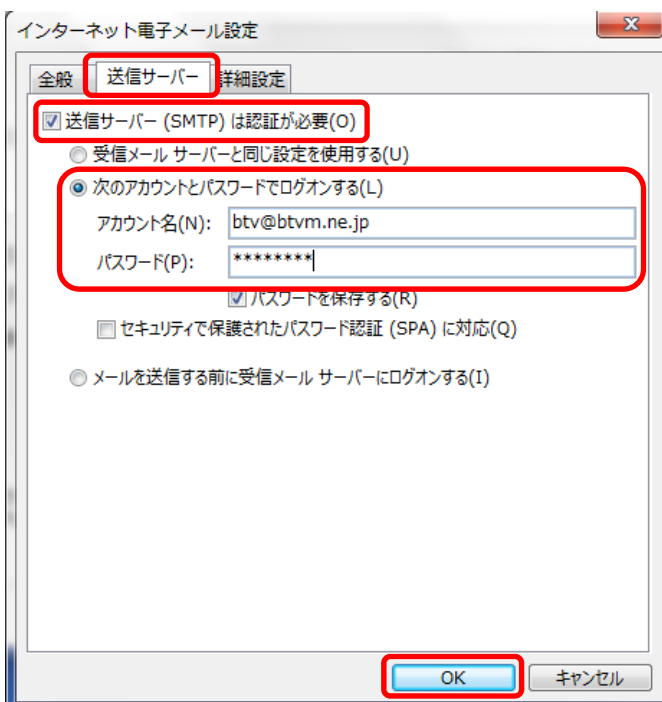 インターネット電子メール設定
全般 送信サーバー 詳細設定
送信サーバー (SMTP) は認証が必要(O)
受信メール サーバーと同じ設定を使用する(U)
次のアカウントとパスワードでログオンする(L)
アカウント名(N): btv@btvm.ne.jp
パスワード(P): ********
パスワードを保存する(R)
セキュリティで保護されたパスワード認証 (SPA) に対応(Q)
メールを送信する前に受信メール サーバーにログオンする(I)
OK キャンセル